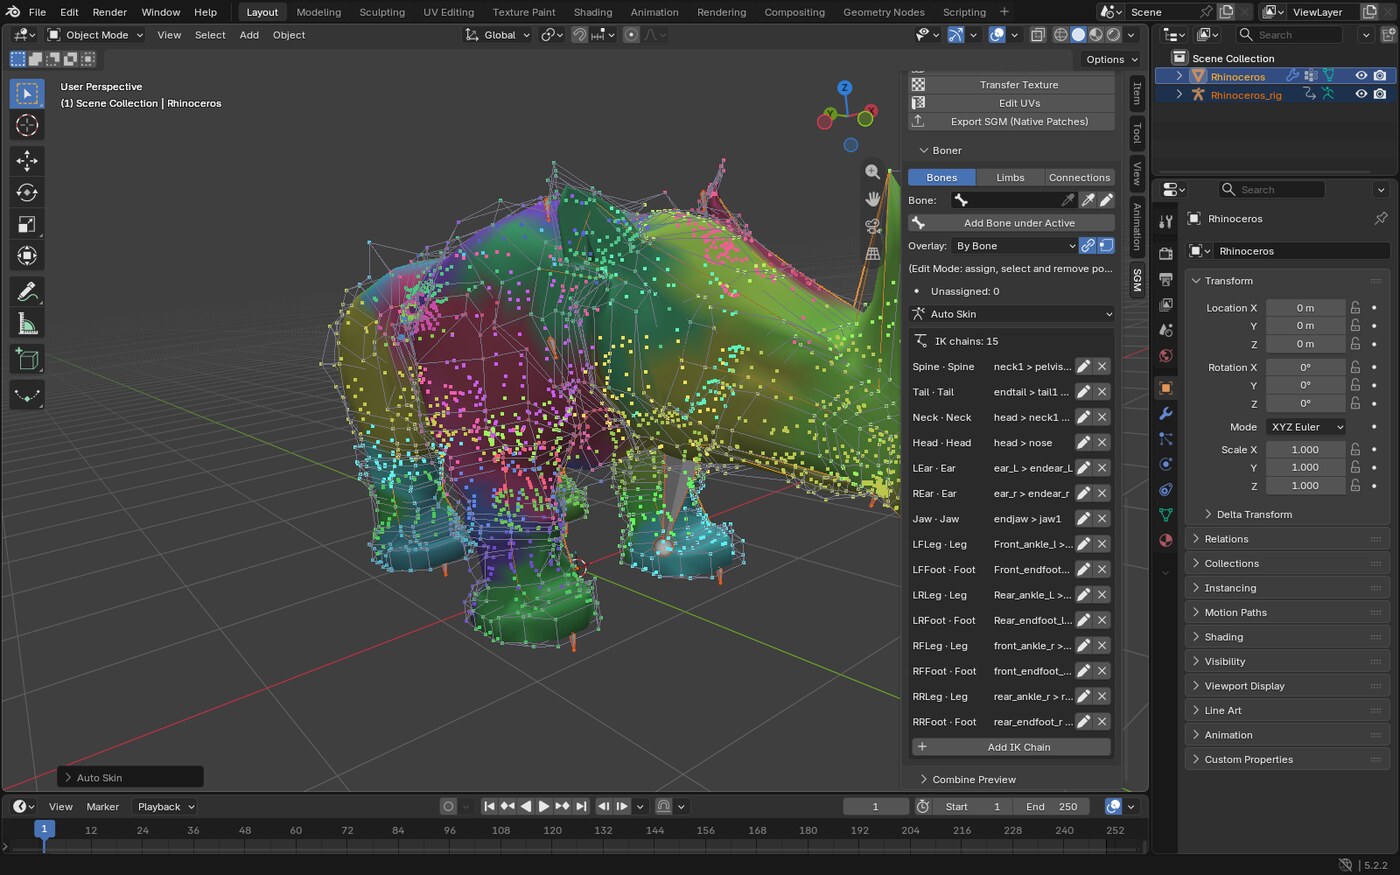 File Edit Render Window Help Layout Modeling Sculpting UV Editing Texture Paint Shading Animation Rendering Compositing Geometry Nodes Scripting + Scene ViewLayer
Object Mode View Select Add Object Global Search
Options
User Perspective
(1) Scene Collection | Rhinoceros
Z
Y
X
Transfer Texture
Edit UVs
Export SGM (Native Patches)
Boner
Bones Limbs Connections
Bone:
Add Bone under Active
Overlay: By Bone
(Edit Mode: assign, select and remove po...
Unassigned: 0
Auto Skin
IK chains: 15
Spine · Spine neck1 > pelvis...
Tail · Tail endtail > tail1 ...
Neck · Neck head > neck1 ...
Head · Head head > nose
LEar · Ear ear_L > endear_L
REar · Ear ear_r > endear_r
Jaw · Jaw endjaw > jaw1
LFLeg · Leg Front_ankle_l >...
LFFoot · Foot Front_endfoot...
LRLeg · Leg Rear_ankle_L >...
LRFoot · Foot Rear_endfoot_l...
RFLeg · Leg front_ankle_r >...
RFFoot · Foot front_endfoot_...
RRLeg · Leg rear_ankle_r > r...
RRFoot · Foot rear_endfoot_r ...
Add IK Chain
Combine Preview
Item
Tool
View
Animation
SGM
Auto Skin
Scene Collection
Rhinoceros
Rhinoceros_rig
Search
Rhinoceros
Rhinoceros
Transform
Location X 0 m
Y 0 m
Z 0 m
Rotation X 0°
Y 0°
Z 0°
Mode XYZ Euler
Scale X 1.000
Y 1.000
Z 1.000
Delta Transform
Relations
Collections
Instancing
Motion Paths
Shading
Visibility
Viewport Display
Line Art
Animation
Custom Properties
View Marker Playback 1 Start 1 End 250
1 12 24 36 48 60 72 84 96 108 120 132 144 156 168 180 192 204 216 228 240 252
5.2.2